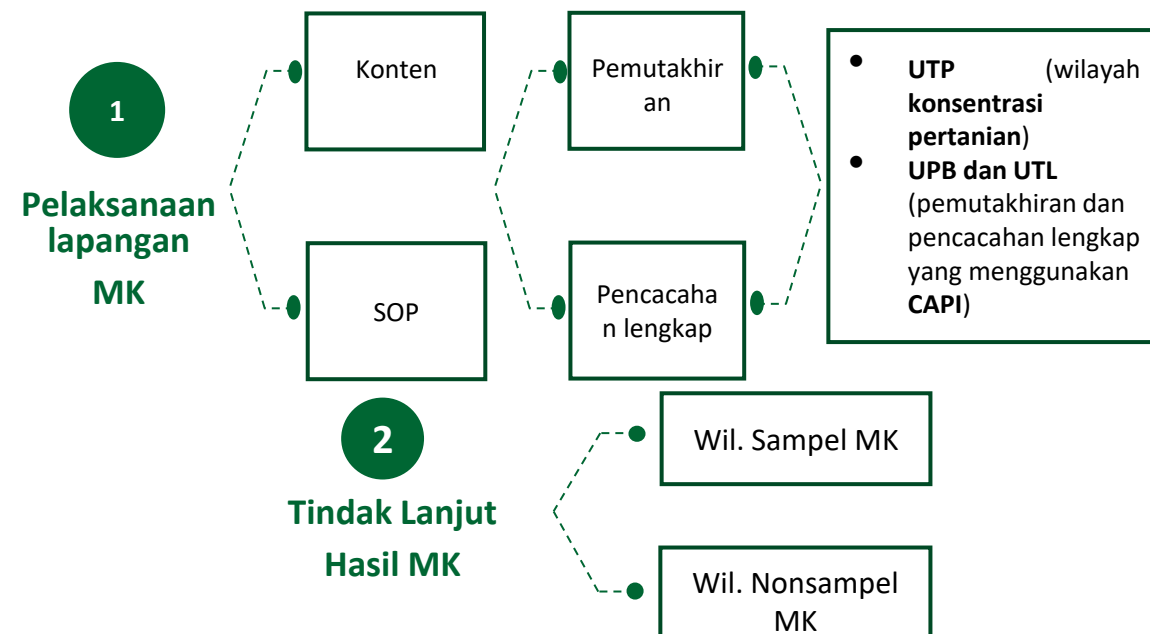 1
Pelaksanaan
lapangan
MK
Konten
SOP
Pemutakhir
an
Pencacaha
n lengkap
• UTP (wilayah
konsentrasi
pertanian)
• UPB dan UTL
(pemutakhiran dan
pencacahan lengkap
yang menggunakan
CAPI)
2
Tindak Lanjut
Hasil MK
Wil. Sampel MK
Wil. Nonsampel
MK